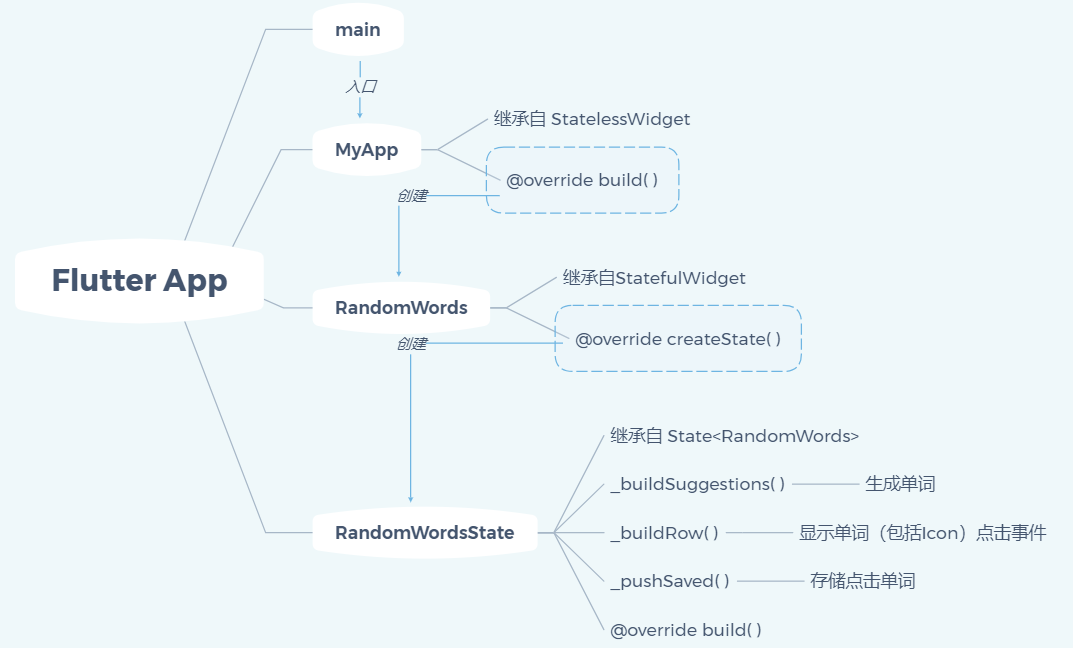 main
入口
MyApp
继承自 StatelessWidget
@override build( )
创建
Flutter App
RandomWords
继承自StatefulWidget
@override createState( )
创建
RandomWordsState
继承自 State<RandomWords>
_buildSuggestions( )
生成单词
_buildRow( )
显示单词（包括Icon）点击事件
_pushSaved( )
存储点击单词
@override build( )